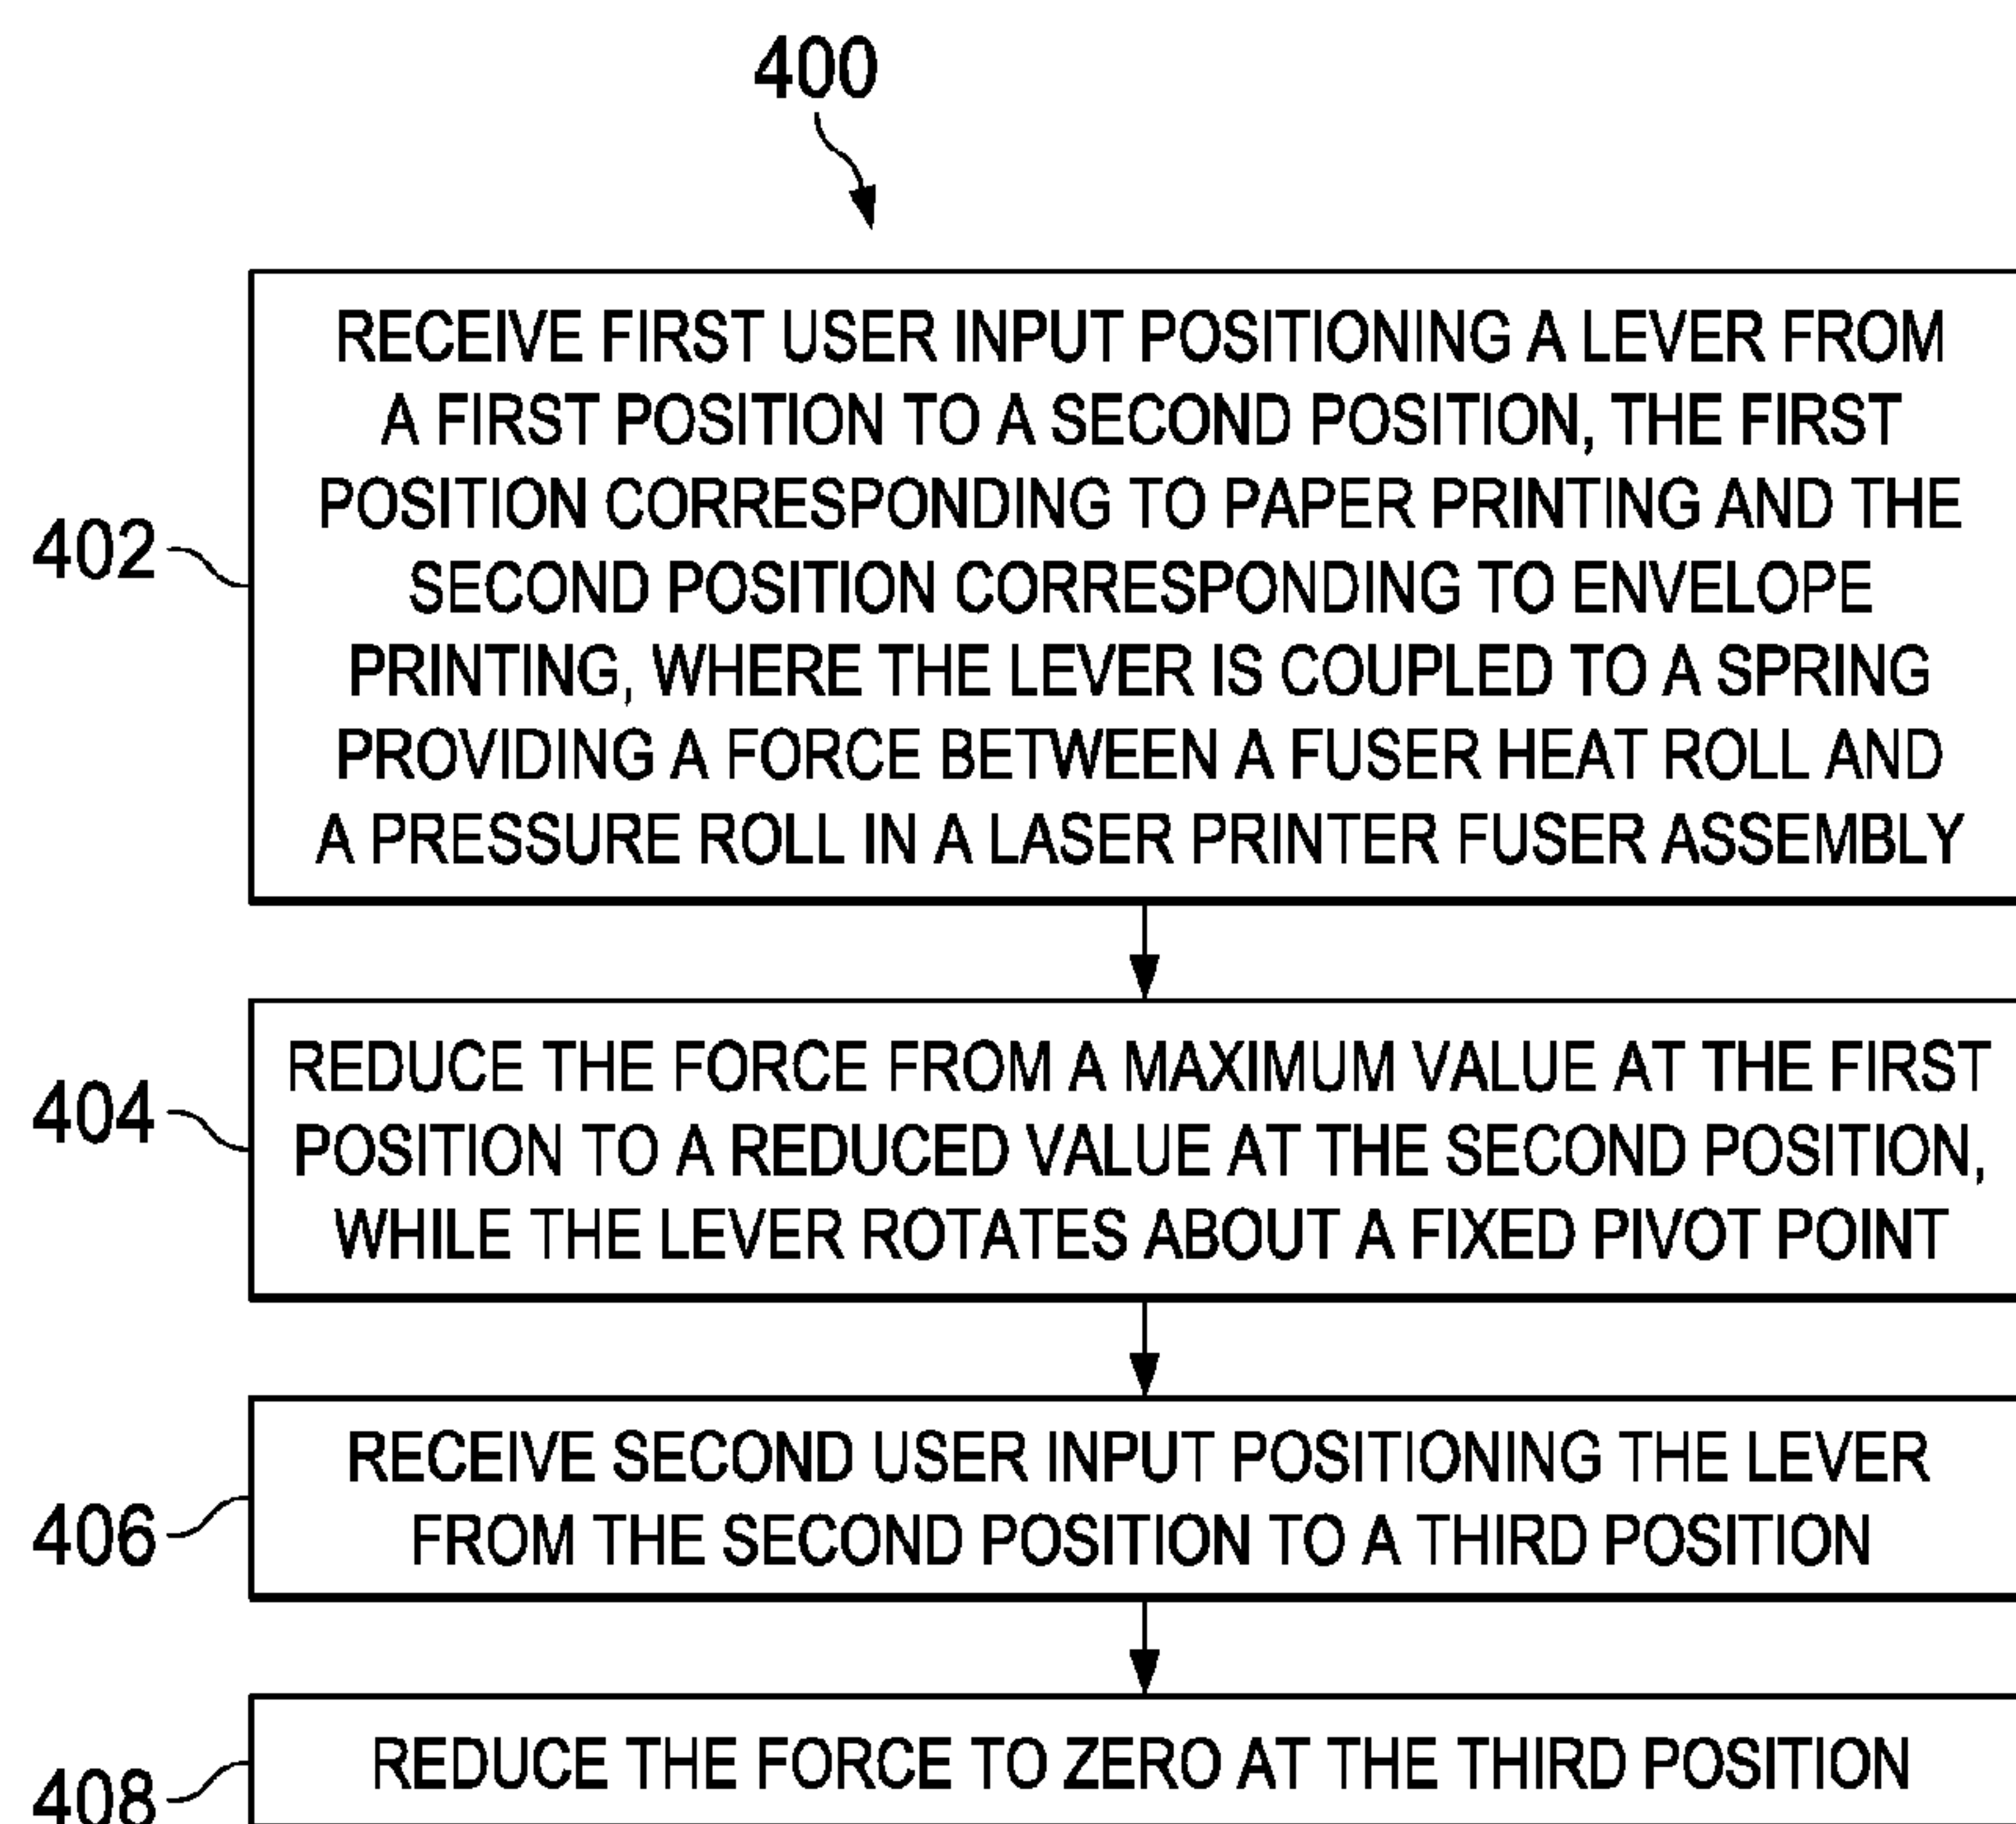 400
402
RECEIVE FIRST USER INPUT POSITIONING A LEVER FROM
A FIRST POSITION TO A SECOND POSITION, THE FIRST
POSITION CORRESPONDING TO PAPER PRINTING AND THE
SECOND POSITION CORRESPONDING TO ENVELOPE
PRINTING, WHERE THE LEVER IS COUPLED TO A SPRING
PROVIDING A FORCE BETWEEN A FUSER HEAT ROLL AND
A PRESSURE ROLL IN A LASER PRINTER FUSER ASSEMBLY
404
REDUCE THE FORCE FROM A MAXIMUM VALUE AT THE FIRST
POSITION TO A REDUCED VALUE AT THE SECOND POSITION,
WHILE THE LEVER ROTATES ABOUT A FIXED PIVOT POINT
406
RECEIVE SECOND USER INPUT POSITIONING THE LEVER
FROM THE SECOND POSITION TO A THIRD POSITION
408
REDUCE THE FORCE TO ZERO AT THE THIRD POSITION